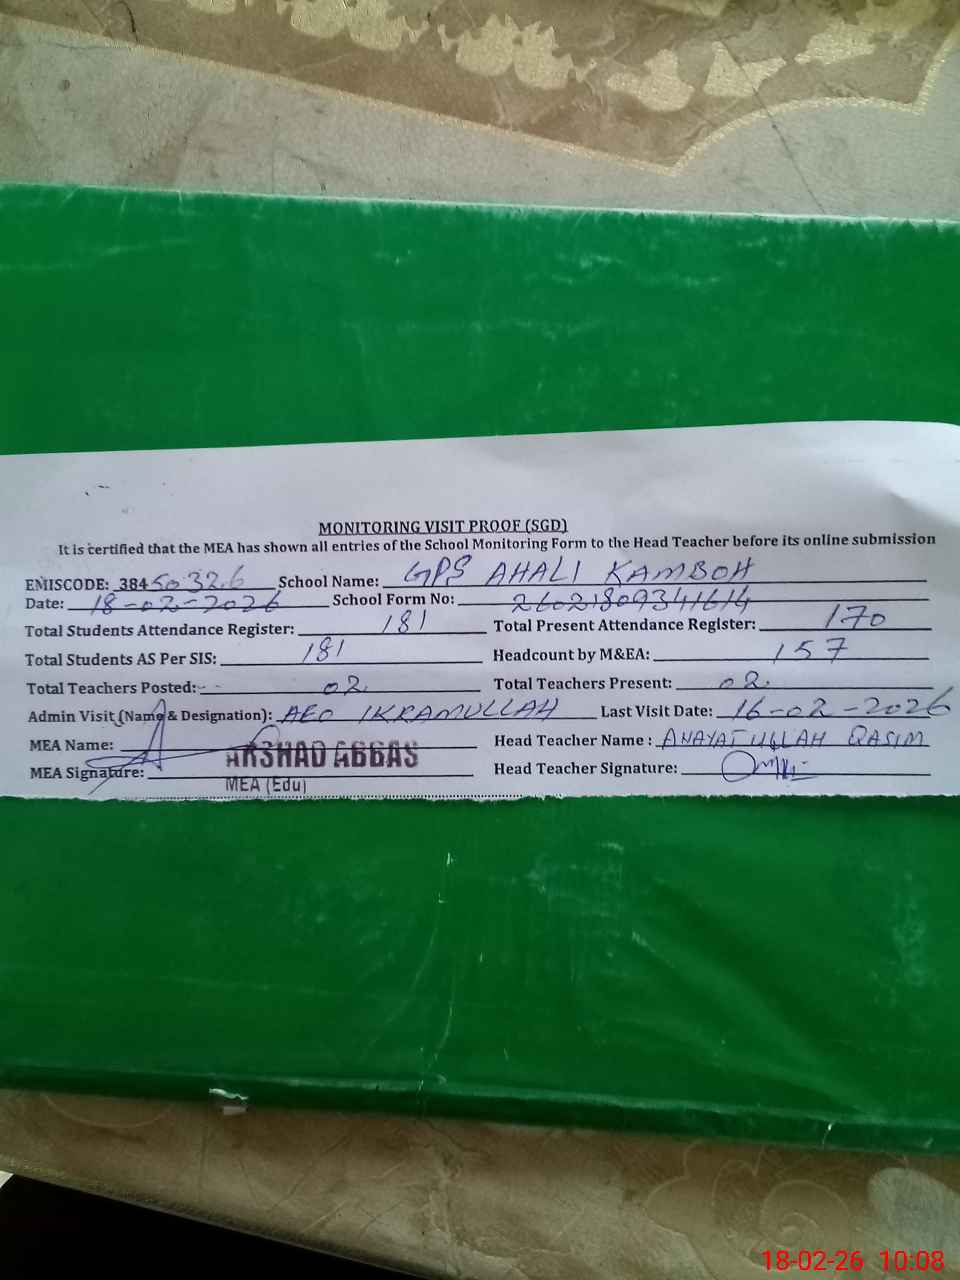 MONITORING VISIT PROOF (SGD)
It is certified that the MEA has shown all entries of the School Monitoring Form to the Head Teacher before its online submission
EMISCODE: 38450326 School Name: GPS AHALI KAMBOH
Date: 18-02-2026 School Form No: 26021809341614
Total Students Attendance Register: 181 Total Present Attendance Register: 170
Total Students AS Per SIS: 181 Headcount by M&EA: 157
Total Teachers Posted: 02 Total Teachers Present: 02
Admin Visit (Name & Designation): AEO IKRAMULLAH Last Visit Date: 16-02-2026
MEA Name: ARSHAD ABBAS Head Teacher Name : ANAYAT ULLAH QASIM
MEA Signature: MEA (Edu) Head Teacher Signature:
18-02-26 10:08